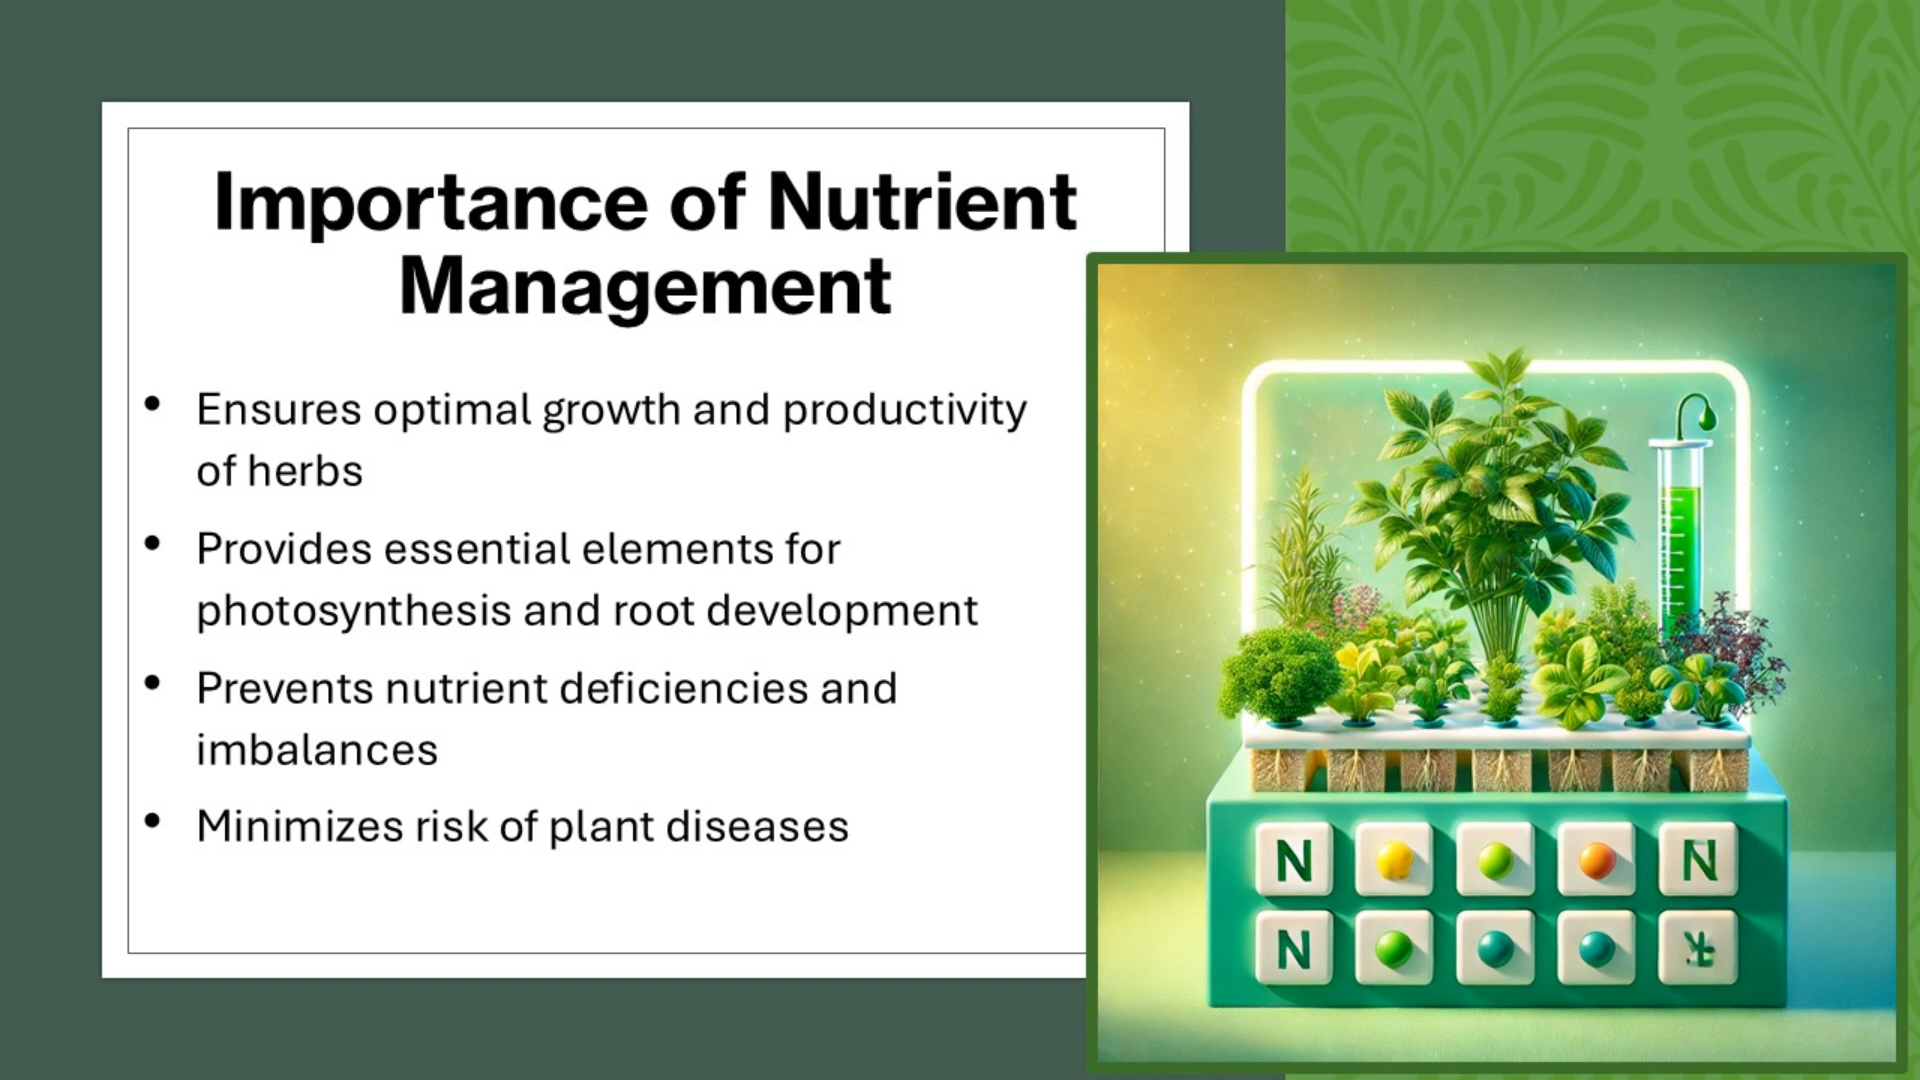 Importance of Nutrient
Management
• Ensures optimal growth and productivity
of herbs
• Provides essential elements for
photosynthesis and root development
• Prevents nutrient deficiencies and
imbalances
• Minimizes risk of plant diseases
N N
N